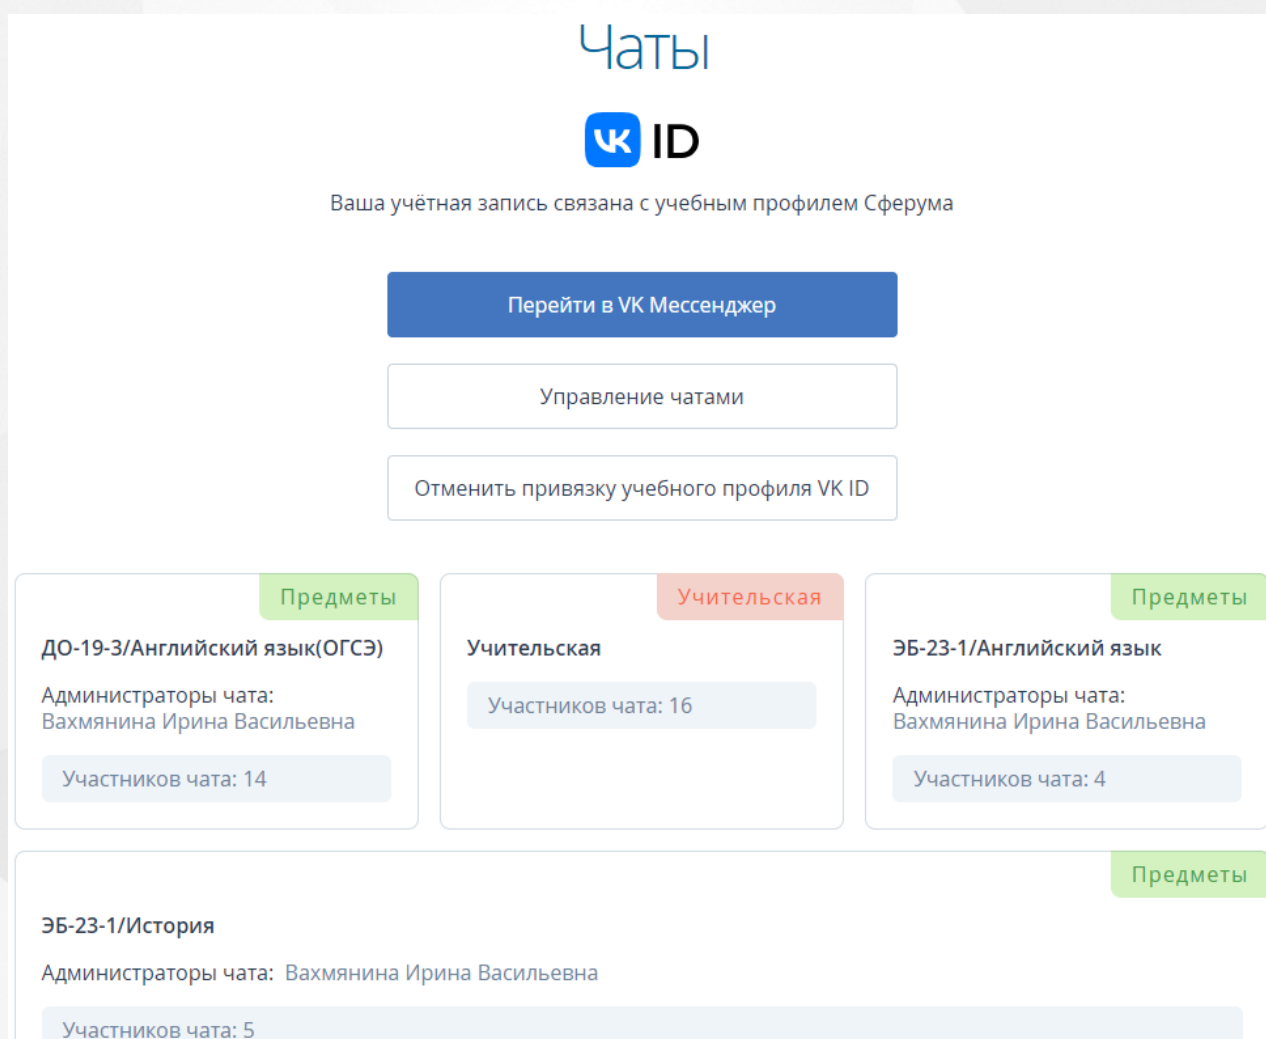 Чаты
VK ID
Ваша учётная запись связана с учебным профилем Сферума
Перейти в VK Мессенджер
Управление чатами
Отменить привязку учебного профиля VK ID
Предметы
ДО-19-3/Английский язык(ОГСЭ)
Администраторы чата:
Вахмянина Ирина Васильевна
Участников чата: 14
Учительская
Учительская
Участников чата: 16
Предметы
ЭБ-23-1/Английский язык
Администраторы чата:
Вахмянина Ирина Васильевна
Участников чата: 4
Предметы
ЭБ-23-1/История
Администраторы чата: Вахмянина Ирина Васильевна
Участников чата: 5